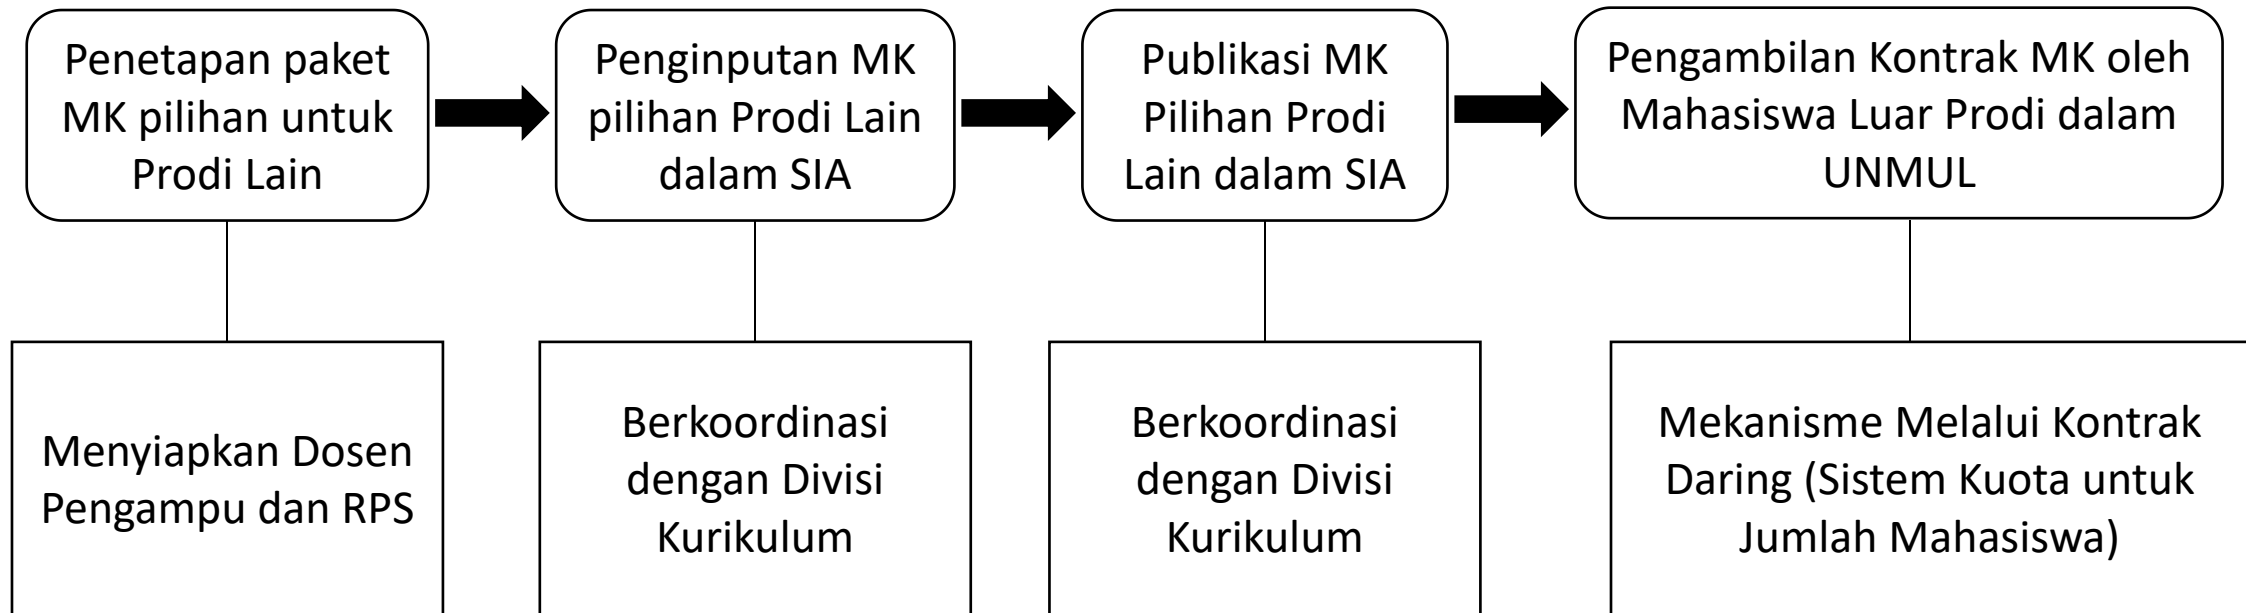 Penetapan paket
MK pilihan untuk
Prodi Lain
Penginputan MK
pilihan Prodi Lain
dalam SIA
Publikasi MK
Pilihan Prodi
Lain dalam SIA
Pengambilan Kontrak MK oleh
Mahasiswa Luar Prodi dalam
UNMUL
Menyiapkan Dosen
Pengampu dan RPS
Berkoordinasi
dengan Divisi
Kurikulum
Berkoordinasi
dengan Divisi
Kurikulum
Mekanisme Melalui Kontrak
Daring (Sistem Kuota untuk
Jumlah Mahasiswa)